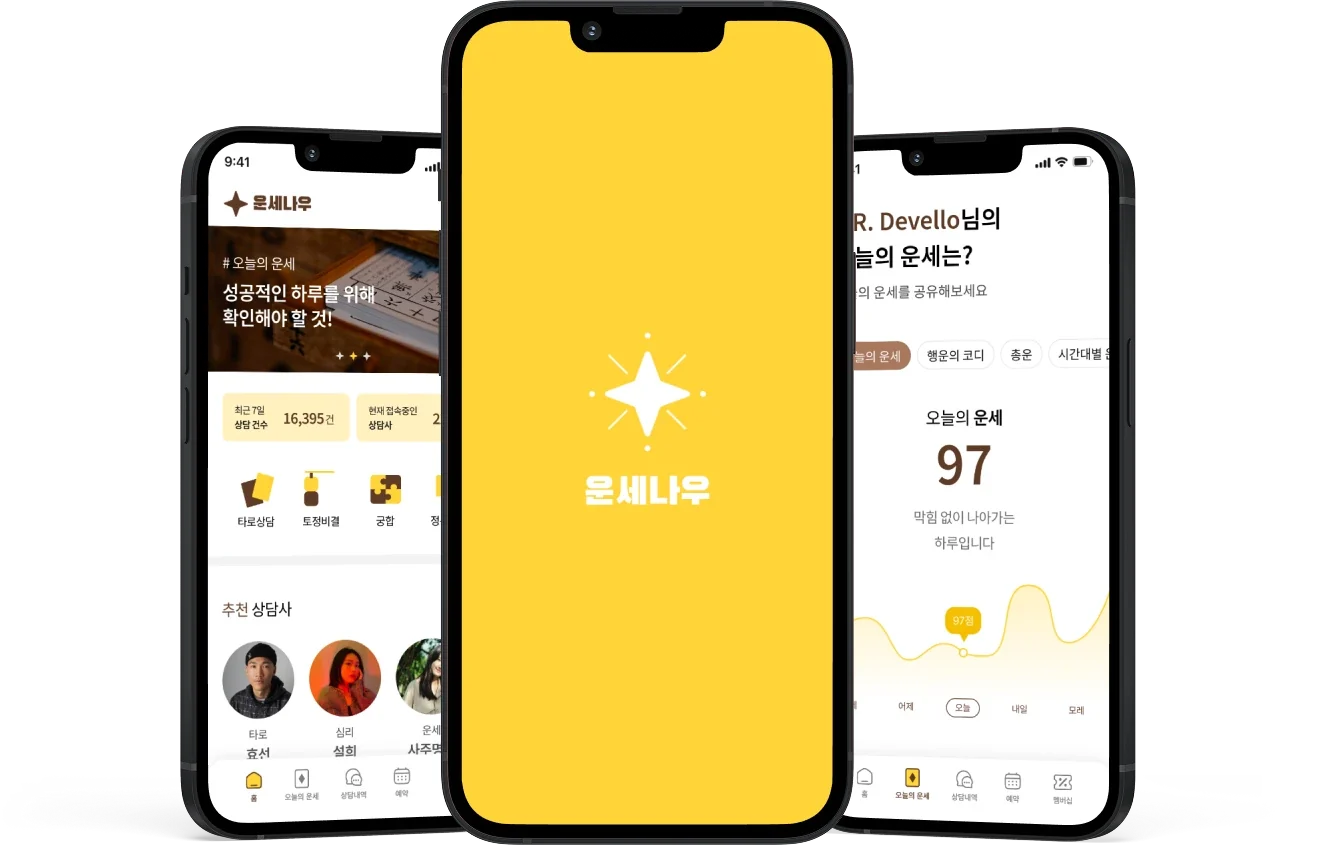 9:41
운세나우
# 오늘의 운세
성공적인 하루를 위해
확인해야 할 것!
최근 7일
상담 건수
16,395건
현재 접속중인
상담사
2
타로상담
토정비결
궁합
추천 상담사
타로
효선
심리
설희
운세
사주명
홈
오늘의 운세
상담내역
예약
운세나우
R. Devello님의
늘의 운세는?
의 운세를 공유해보세요
늘의 운세
행운의 코디
총운
시간대별
오늘의 운세
97
막힘 없이 나아가는
하루입니다
97점
어제
오늘
내일
모레
홈
오늘의 운세
상담내역
예약
멤버십